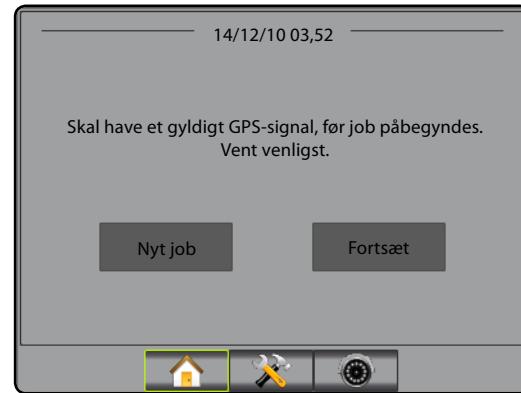 14/12/10 03,52
Skal have et gyldigt GPS-signal, før job påbegyndes.
Vent venligst.
Nyt job
Fortsæt